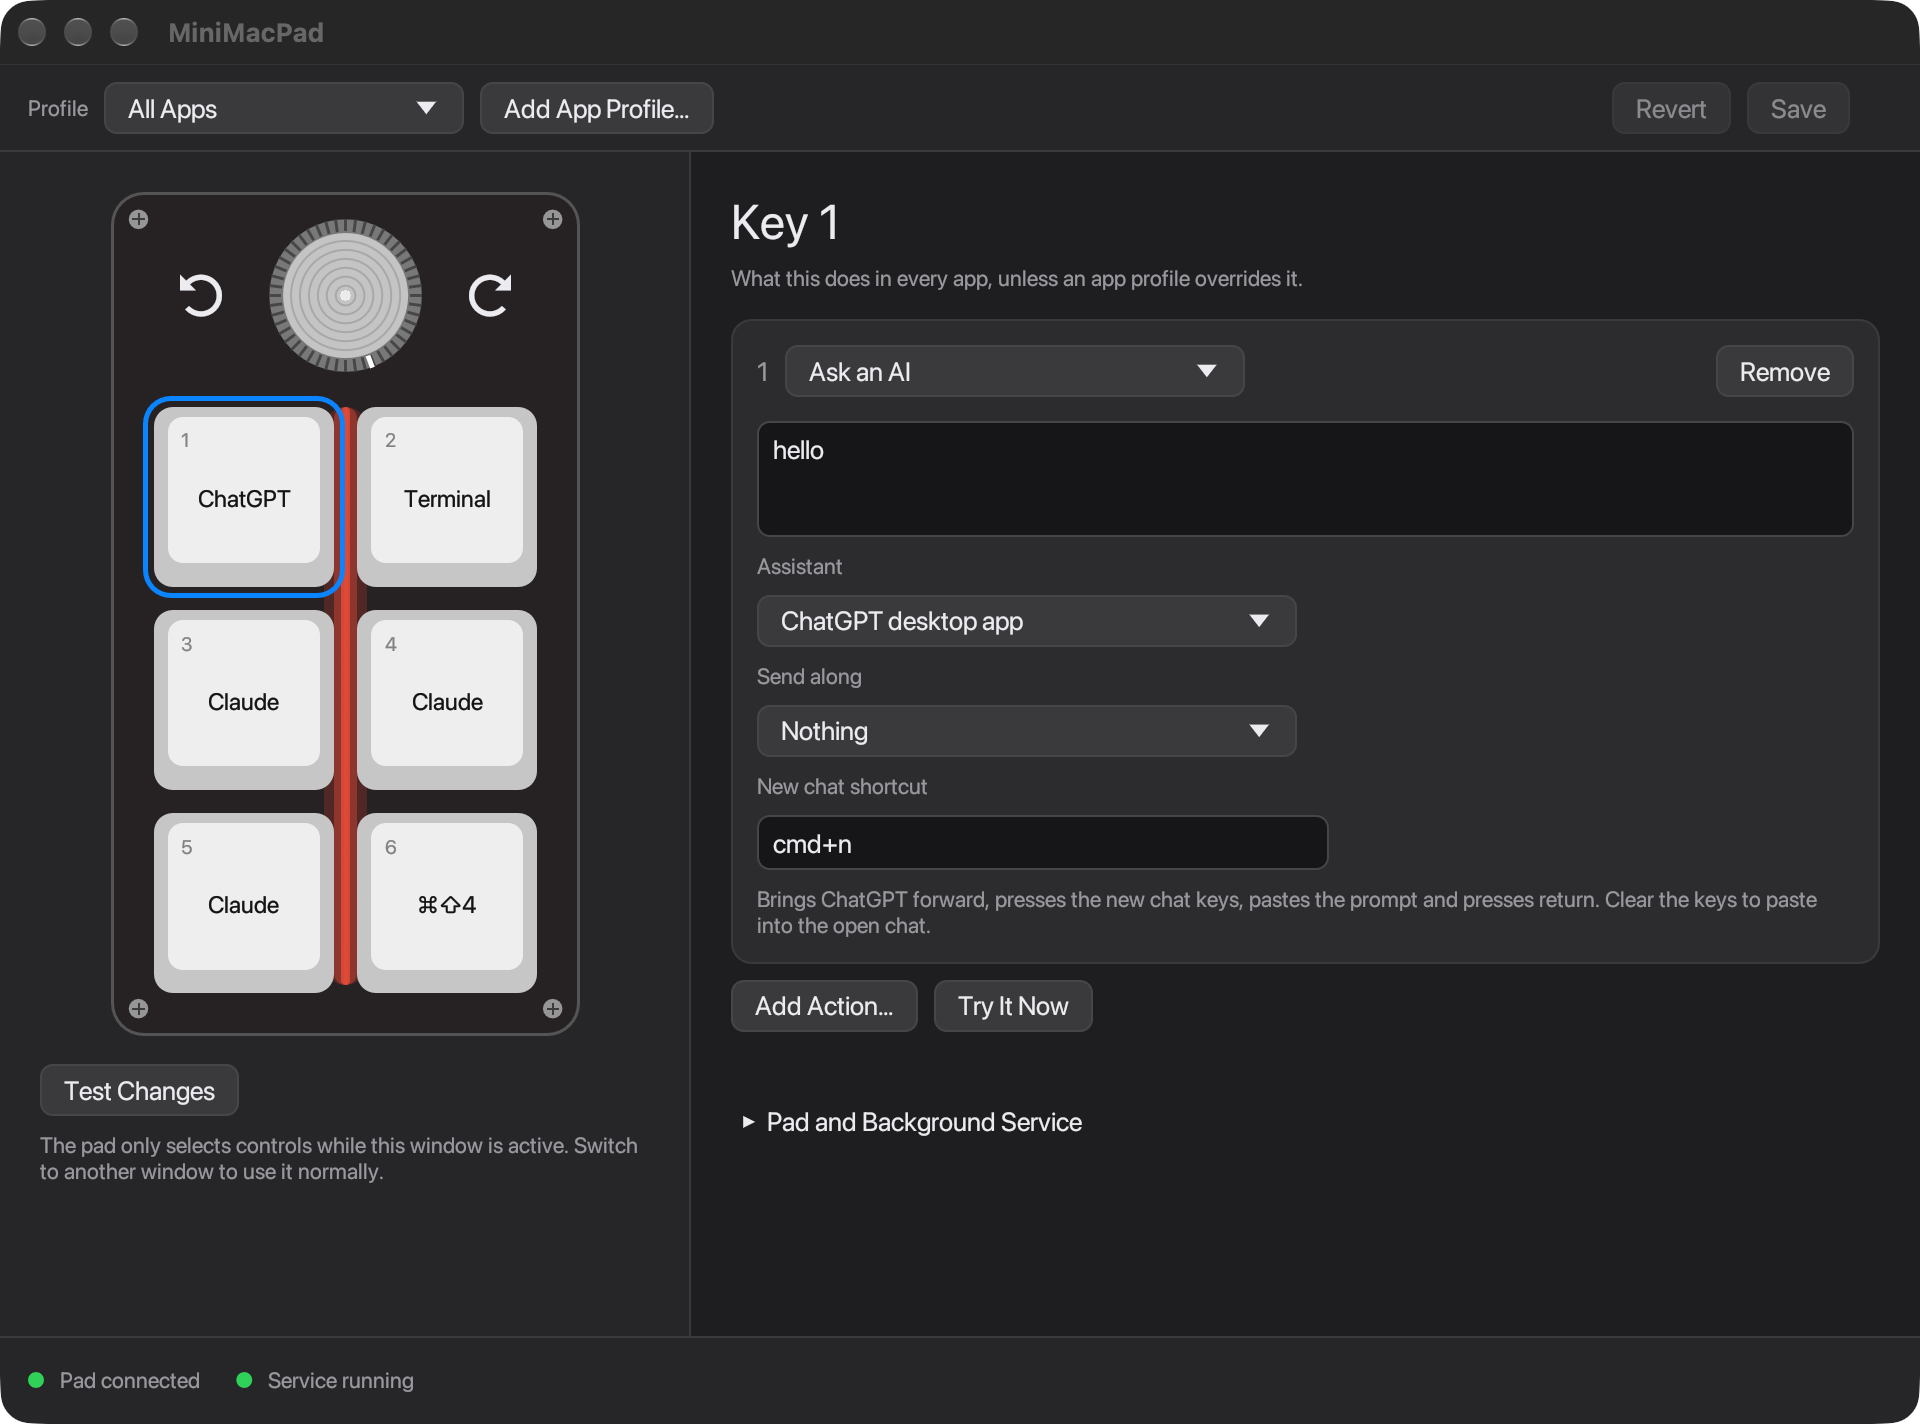 MiniMacPad
Profile
All Apps
Add App Profile...
Revert
Save
1
ChatGPT
2
Terminal
3
Claude
4
Claude
5
Claude
6
⌘⇧4
Test Changes
The pad only selects controls while this window is active. Switch
to another window to use it normally.
Key 1
What this does in every app, unless an app profile overrides it.
1
Ask an AI
Remove
hello
Assistant
ChatGPT desktop app
Send along
Nothing
New chat shortcut
cmd+n
Brings ChatGPT forward, presses the new chat keys, pastes the prompt and presses return. Clear the keys to paste
into the open chat.
Add Action...
Try It Now
Pad and Background Service
Pad connected
Service running